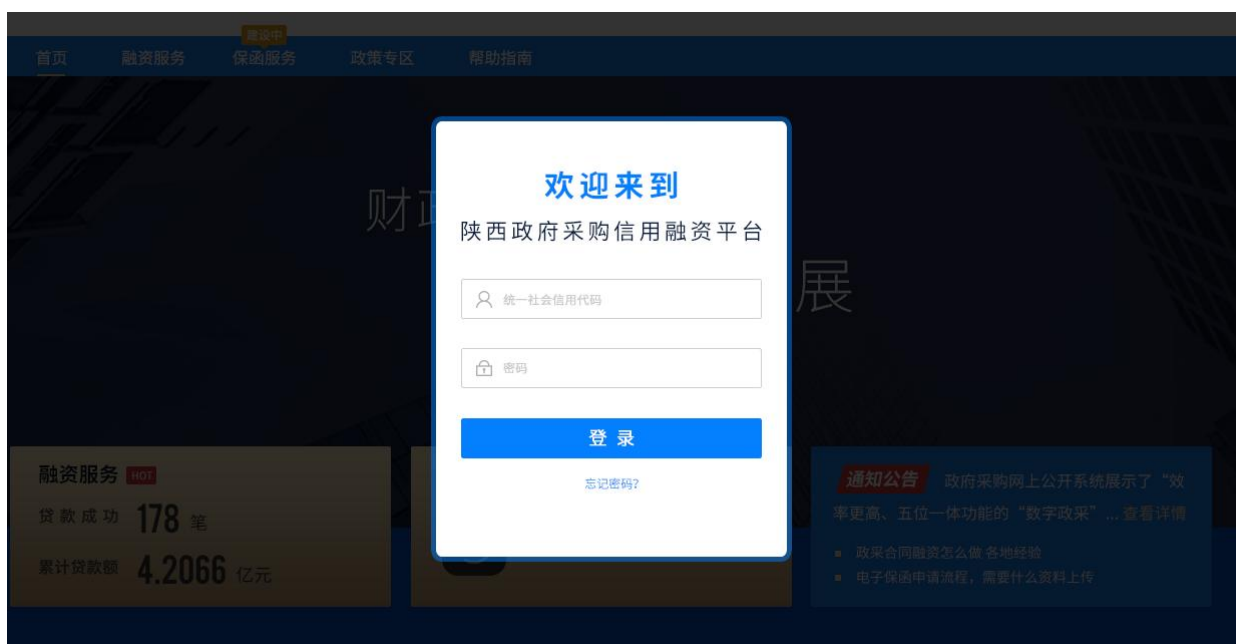 建设中
首页 融资服务 保函服务 政策专区 帮助指南
财政
展
欢迎来到
陕西政府采购信用融资平台
统一社会信用代码
密码
登录
忘记密码?
融资服务 HOT
贷款成功 178 笔
累计贷款额 4.2066 亿元
通知公告 政府采购网上公开系统展示了“效
率更高、五位一体功能的“数字政采” ... 查看详情
政采合同融资怎么做 各地经验
电子保函申请流程，需要什么资料上传